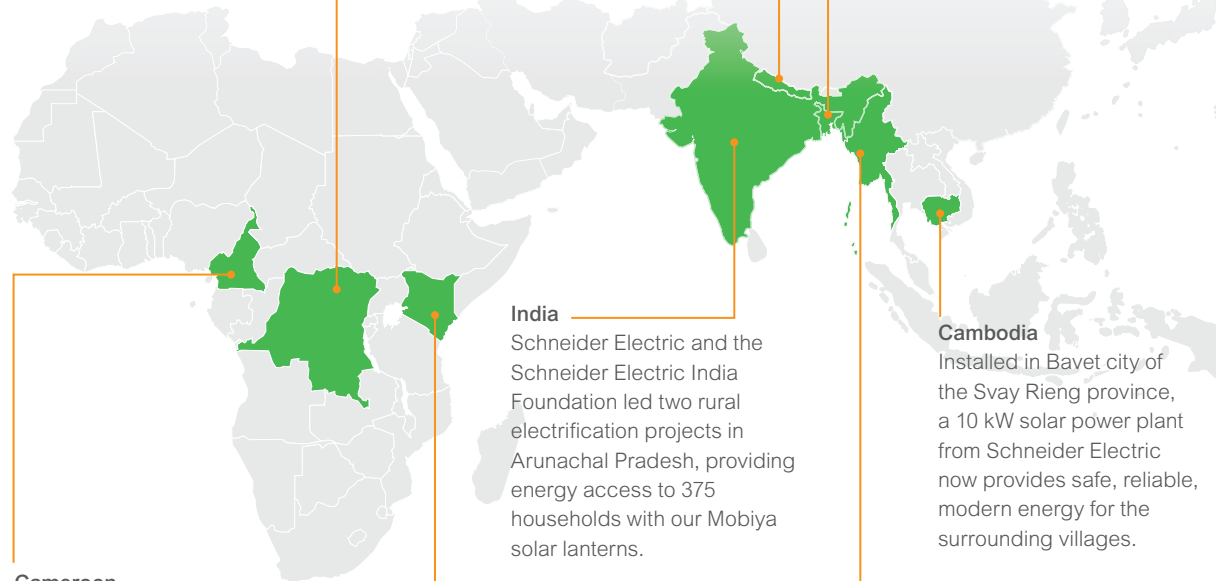 India
Schneider Electric and the
Schneider Electric India
Foundation led two rural
electrification projects in
Arunachal Pradesh, providing
energy access to 375
households with our Mobiya
solar lanterns.
Cambodia
Installed in Bavet city of
the Svay Rieng province,
a 10 kW solar power plant
from Schneider Electric
now provides safe, reliable,
modern energy for the
surrounding villages.
Cameroon